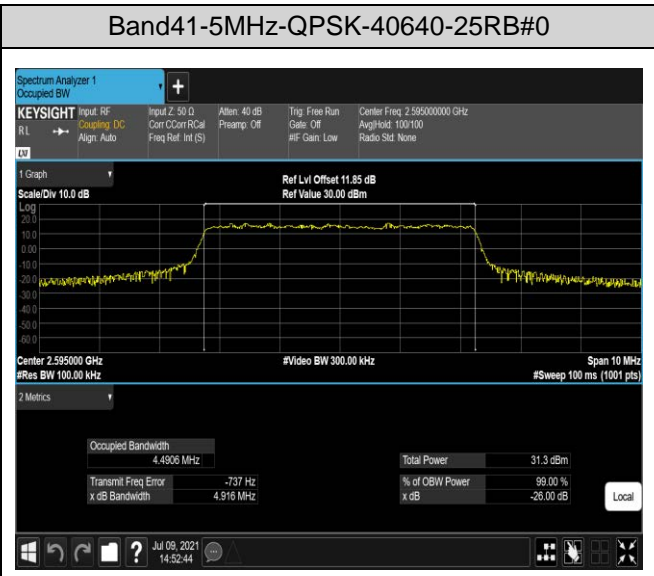 Band41-5MHz-QPSK-40640-25RB#0
Spectrum Analyzer 1
Occupied BW
+
KEYSIGHT Input: RF Input Z: 50 Ω Atten: 40 dB Trig: Free Run Center Freq: 2.595000000 GHz
RL Coupling: DC Corr CCorr RCal Preamp: Off Gate: Off Avg|Hold: 100/100
Align: Auto Freq Ref: Int (S) #IF Gain: Low Radio Std: None
LXI
1 Graph Ref Lvl Offset 11.85 dB
Scale/Div 10.0 dB Ref Value 30.00 dBm
Log
20.0
10.0
0.00
-10.0
-20.0
-30.0
-40.0
-50.0
-60.0
Center 2.595000 GHz #Video BW 300.00 kHz Span 10 MHz
#Res BW 100.00 kHz #Sweep 100 ms (1001 pts)
2 Metrics
Occupied Bandwidth
4.4906 MHz Total Power 31.3 dBm
Transmit Freq Error -737 Hz % of OBW Power 99.00 %
x dB Bandwidth 4.916 MHz x dB -26.00 dB
Local
? Jul 09, 2021
14:52:44